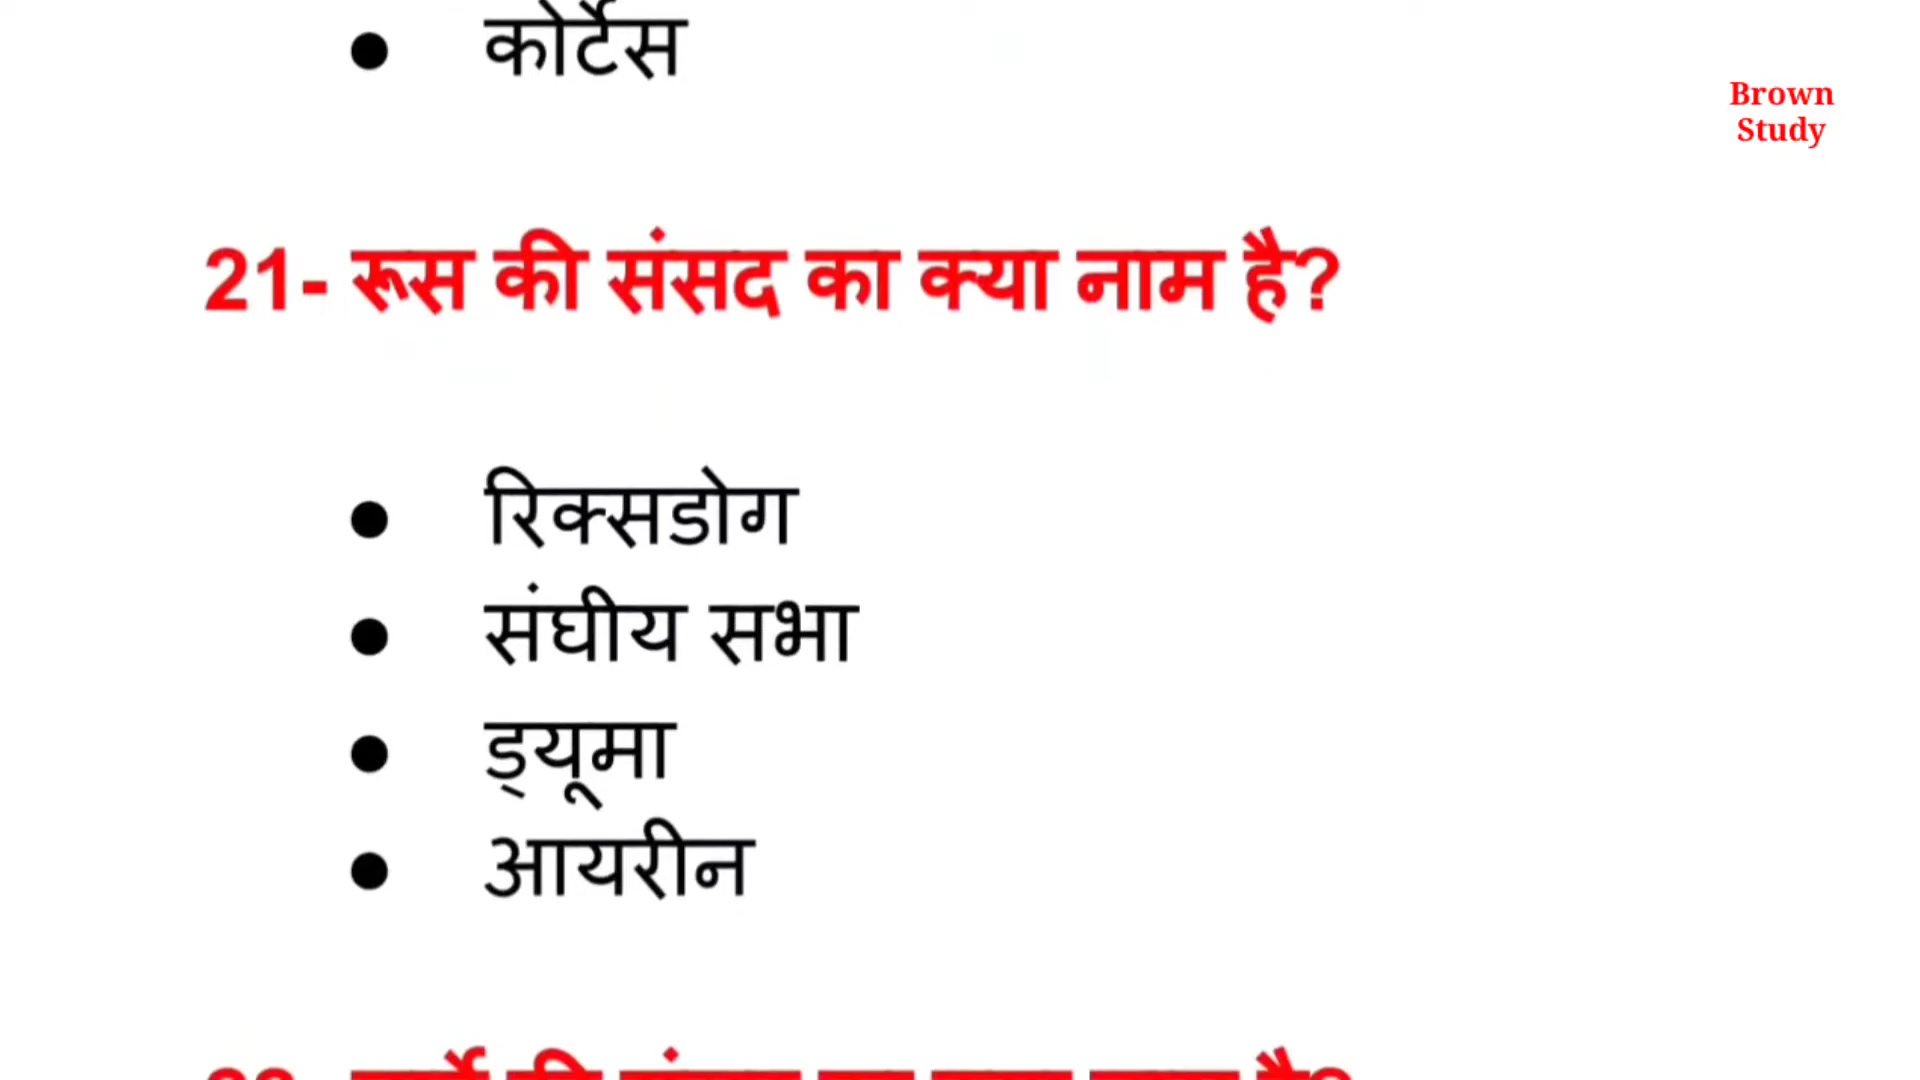 ● कोर्टेस
Brown
Study
21- रूस की संसद का क्या नाम है?
● रिक्सडोग
● संघीय सभा
● ड्यूमा
● आयरीन